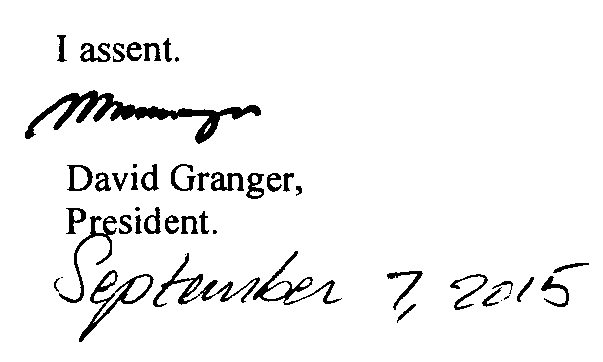 I assent.
David Granger,
President.
September 7, 2015